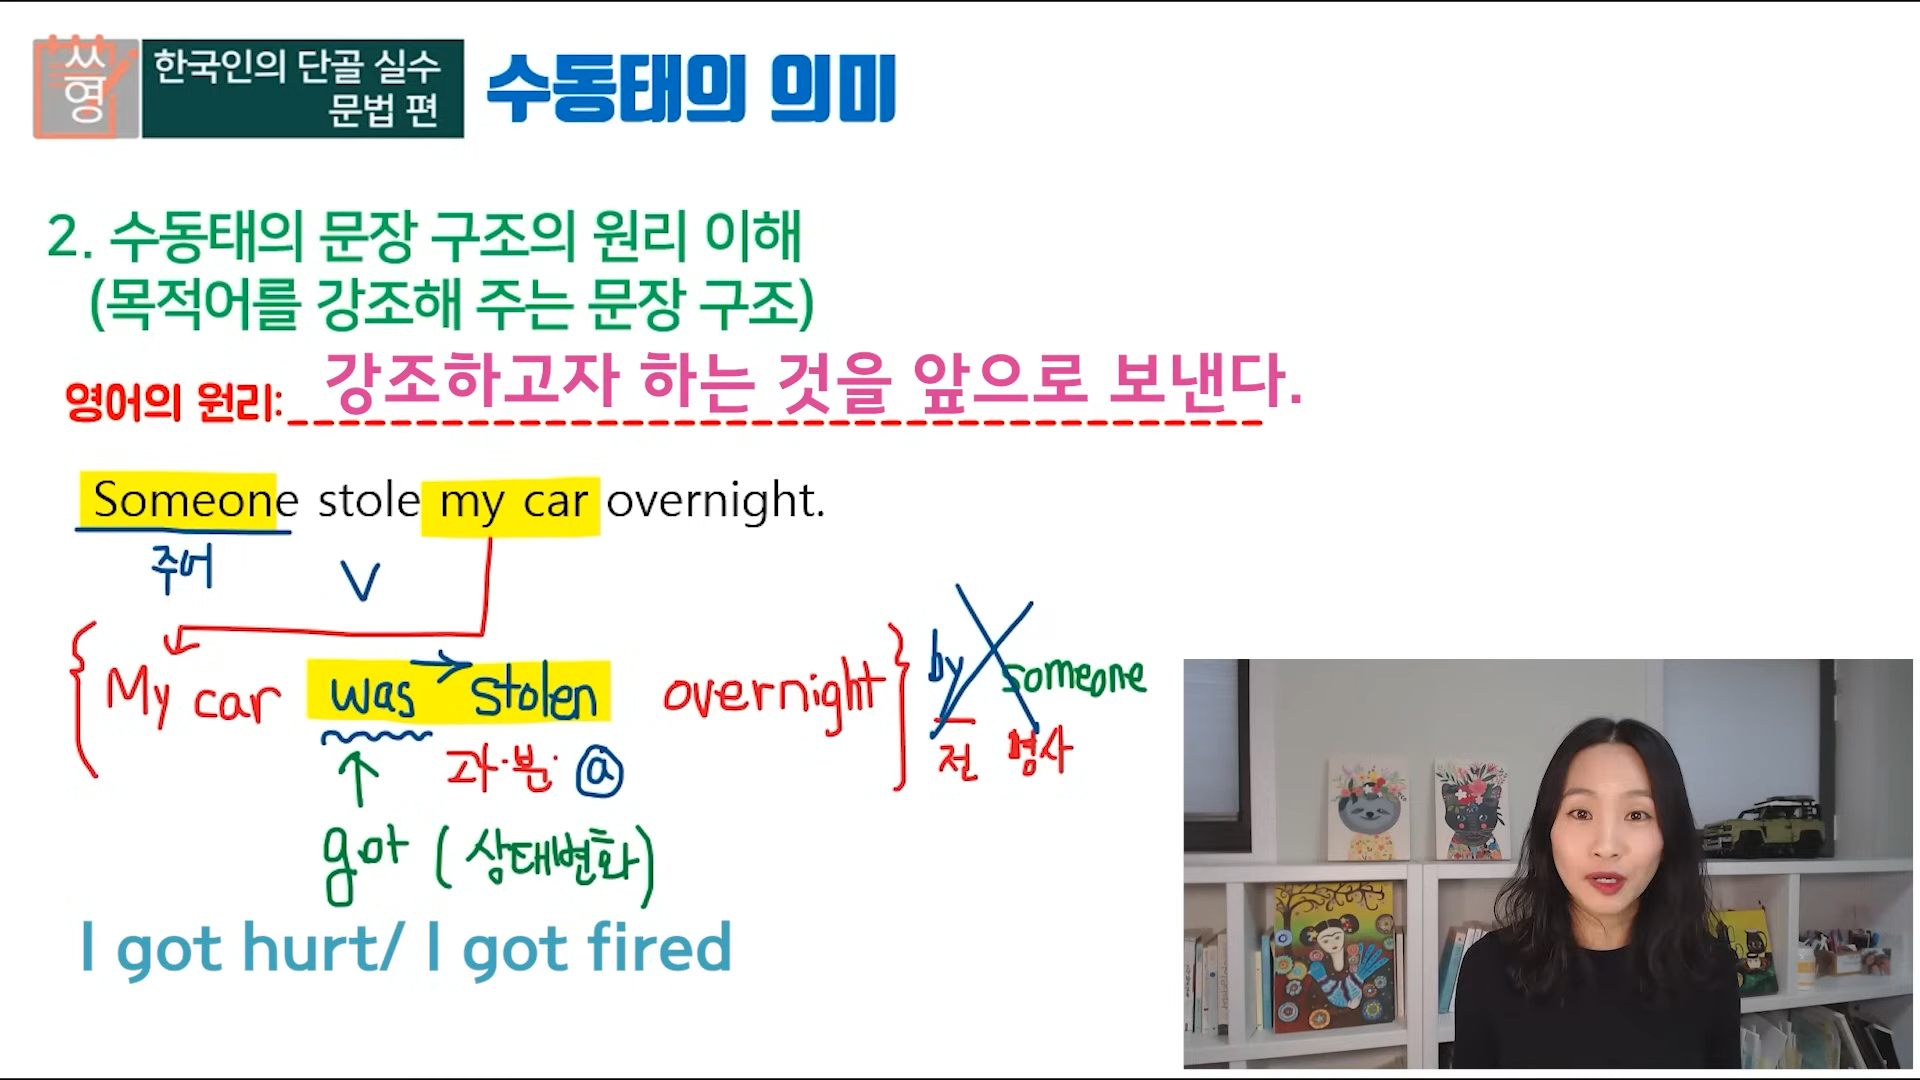 쓰영
한국인의 단골 실수
문법 편
수동태의 의미
2. 수동태의 문장 구조의 원리 이해
(목적어를 강조해 주는 문장 구조)
영어의 원리: 강조하고자 하는 것을 앞으로 보낸다.
Someone stole my car overnight.
주어 V
{ My car was → stolen overnight } by someone
과·분· ⓐ 전 명사
got (상태변화)
I got hurt/ I got fired